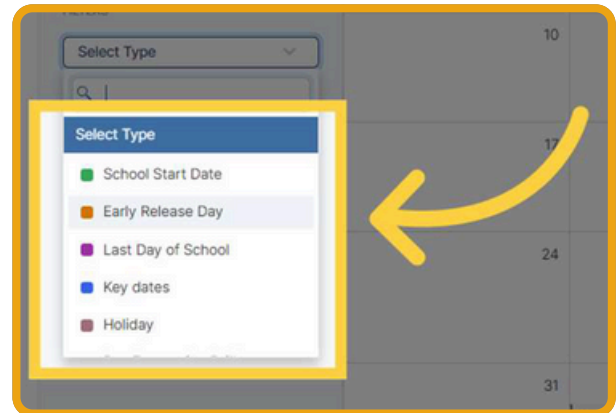 Select Type
10
Select Type
17
School Start Date
Early Release Day
Last Day of School
24
Key dates
Holiday
31